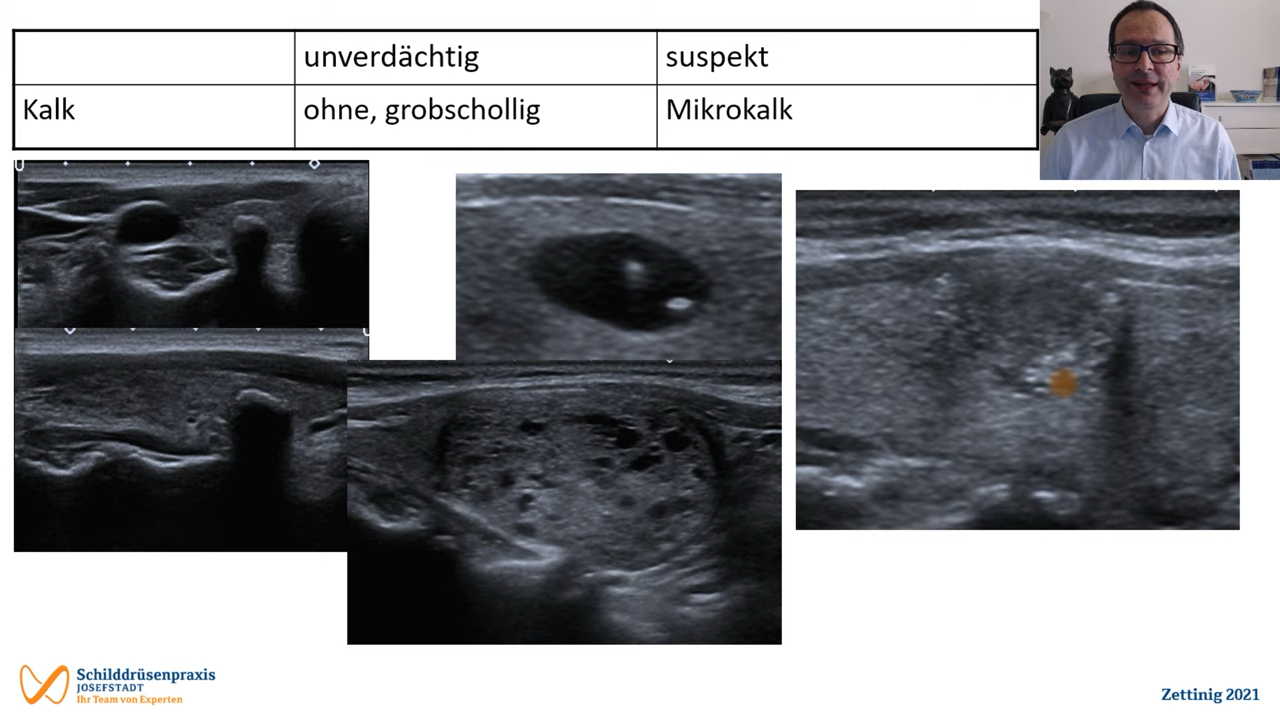 unverdächtig suspekt
Kalk ohne, grobschollig Mikrokalk
Schilddrüsenpraxis
JOSEFSTADT
Ihr Team von Experten
Zettinig 2021